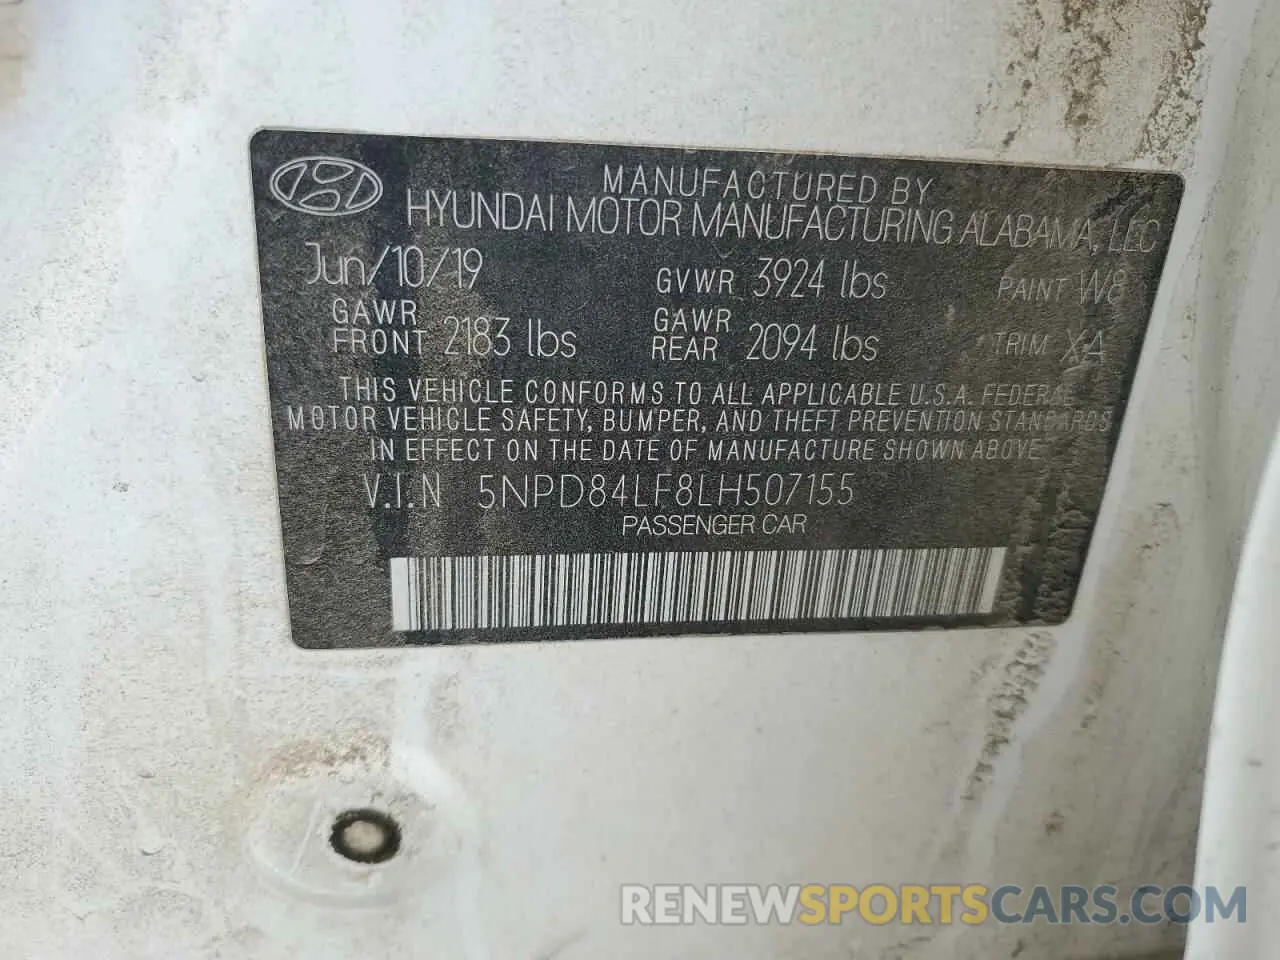 MANUFACTURED BY
HYUNDAI MOTOR MANUFACTURING ALABAMA, LLC
Jun/10/19 GVWR 3924 lbs PAINT W8
GAWR FRONT 2183 lbs GAWR REAR 2094 lbs TRIM XA
THIS VEHICLE CONFORMS TO ALL APPLICABLE U.S.A. FEDERAL
MOTOR VEHICLE SAFETY, BUMPER, AND THEFT PREVENTION STANDARDS
IN EFFECT ON THE DATE OF MANUFACTURE SHOWN ABOVE
V.I.N 5NPD84LF8LH507155
PASSENGER CAR
RENEWSPORTSCARS.COM